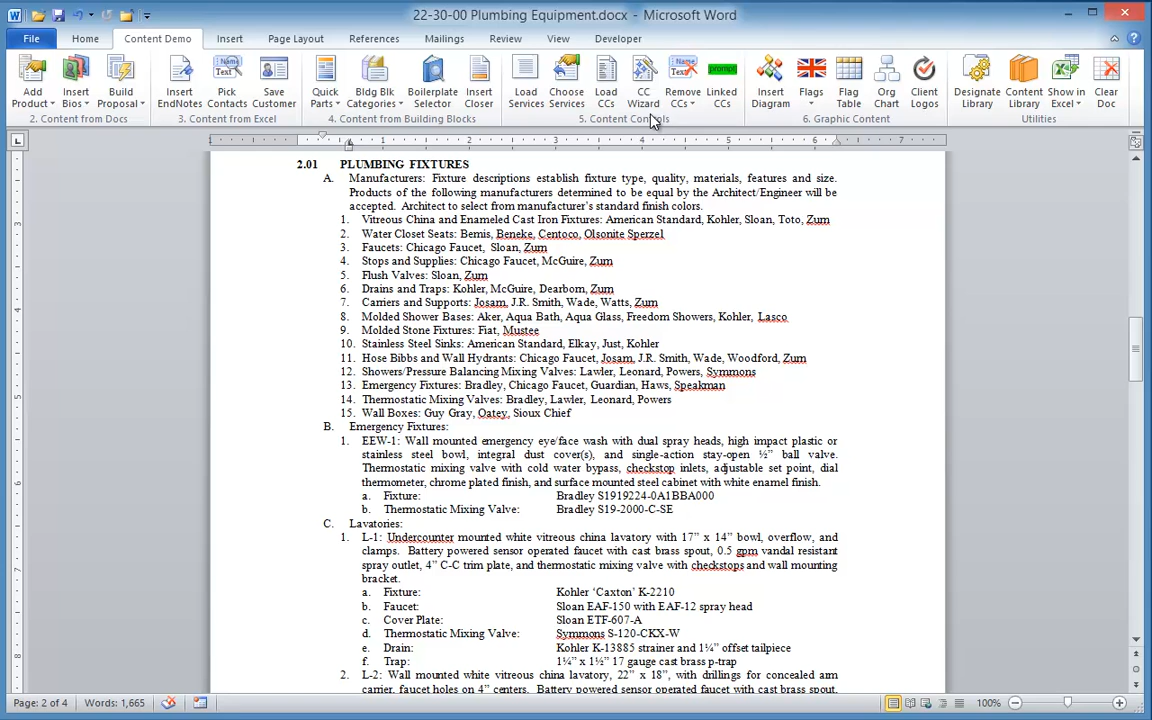 22-30-00 Plumbing Equipment.docx - Microsoft Word
File Home Content Demo Insert Page Layout References Mailings Review View Developer
Add Product Insert Bios Build Proposal Insert EndNotes Pick Contacts Save Customer Quick Parts Bldg Blk Categories Boilerplate Selector Insert Closer Load Services Choose Services Load CCs CC Wizard Remove CCs Linked CCs Insert Diagram Flags Flag Table Org Chart Client Logos Designate Library Content Library Show in Excel Clear Doc
2. Content from Docs 3. Content from Excel 4. Content from Building Blocks 5. Content Controls 6. Graphic Content Utilities
2.01 PLUMBING FIXTURES
A. Manufacturers: Fixture descriptions establish fixture type, quality, materials, features and size.
Products of the following manufacturers determined to be equal by the Architect/Engineer will be
accepted. Architect to select from manufacturer's standard finish colors.
1. Vitreous China and Enameled Cast Iron Fixtures: American Standard, Kohler, Sloan, Toto, Zurn
2. Water Closet Seats: Bemis, Beneke, Centoco, Olsonite Sperzel
3. Faucets: Chicago Faucet, Sloan, Zurn
4. Stops and Supplies: Chicago Faucet, McGuire, Zurn
5. Flush Valves: Sloan, Zurn
6. Drains and Traps: Kohler, McGuire, Dearborn, Zurn
7. Carriers and Supports: Josam, J.R. Smith, Wade, Watts, Zurn
8. Molded Shower Bases: Aker, Aqua Bath, Aqua Glass, Freedom Showers, Kohler, Lasco
9. Molded Stone Fixtures: Fiat, Mustee
10. Stainless Steel Sinks: American Standard, Elkay, Just, Kohler
11. Hose Bibbs and Wall Hydrants: Chicago Faucet, Josam, J.R. Smith, Wade, Woodford, Zurn
12. Showers/Pressure Balancing Mixing Valves: Lawler, Leonard, Powers, Symmons
13. Emergency Fixtures: Bradley, Chicago Faucet, Guardian, Haws, Speakman
14. Thermostatic Mixing Valves: Bradley, Lawler, Leonard, Powers
15. Wall Boxes: Guy Gray, Oatey, Sioux Chief
B. Emergency Fixtures:
1. EEW-1: Wall mounted emergency eye/face wash with dual spray heads, high impact plastic or
stainless steel bowl, integral dust cover(s), and single-action stay-open ½" ball valve.
Thermostatic mixing valve with cold water bypass, checkstop inlets, adjustable set point, dial
thermometer, chrome plated finish, and surface mounted steel cabinet with white enamel finish.
a. Fixture: Bradley S1919224-0A1BBA000
b. Thermostatic Mixing Valve: Bradley S19-2000-C-SE
C. Lavatories:
1. L-1: Undercounter mounted white vitreous china lavatory with 17" x 14" bowl, overflow, and
clamps. Battery powered sensor operated faucet with cast brass spout, 0.5 gpm vandal resistant
spray outlet, 4" C-C trim plate, and thermostatic mixing valve with checkstops and wall mounting
bracket.
a. Fixture: Kohler 'Caxton' K-2210
b. Faucet: Sloan EAF-150 with EAF-12 spray head
c. Cover Plate: Sloan ETF-607-A
d. Thermostatic Mixing Valve: Symmons S-120-CKX-W
e. Drain: Kohler K-13885 strainer and 1¼" offset tailpiece
f. Trap: 1¼" x 1½" 17 gauge cast brass p-trap
2. L-2: Wall mounted white vitreous china lavatory, 22" x 18", with drillings for concealed arm
carrier, faucet holes on 4" centers. Battery powered sensor operated faucet with cast brass spout,
Page: 2 of 4 Words: 1,665 100%